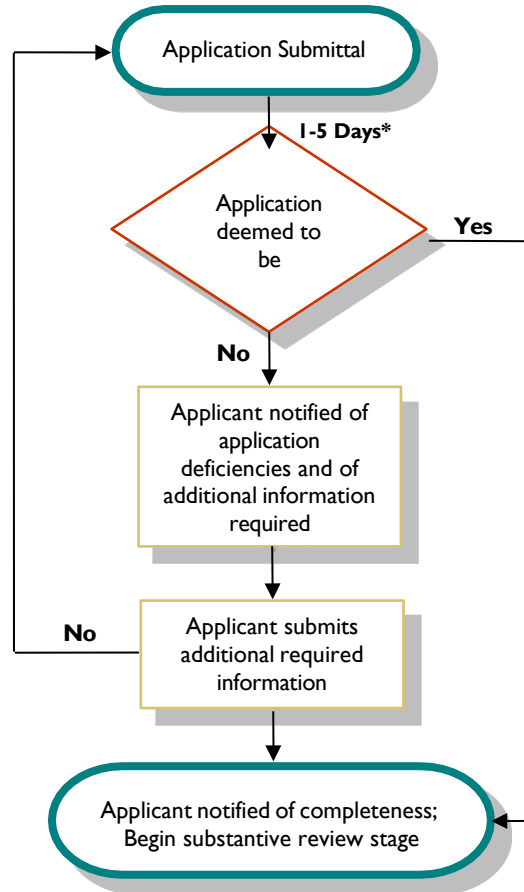 Application Submittal
1-5 Days*
Application
deemed to
be
Yes
No
Applicant notified of
application
deficiencies and of
additional information
required
No
Applicant submits
additional required
information
Applicant notified of completeness;
Begin substantive review stage